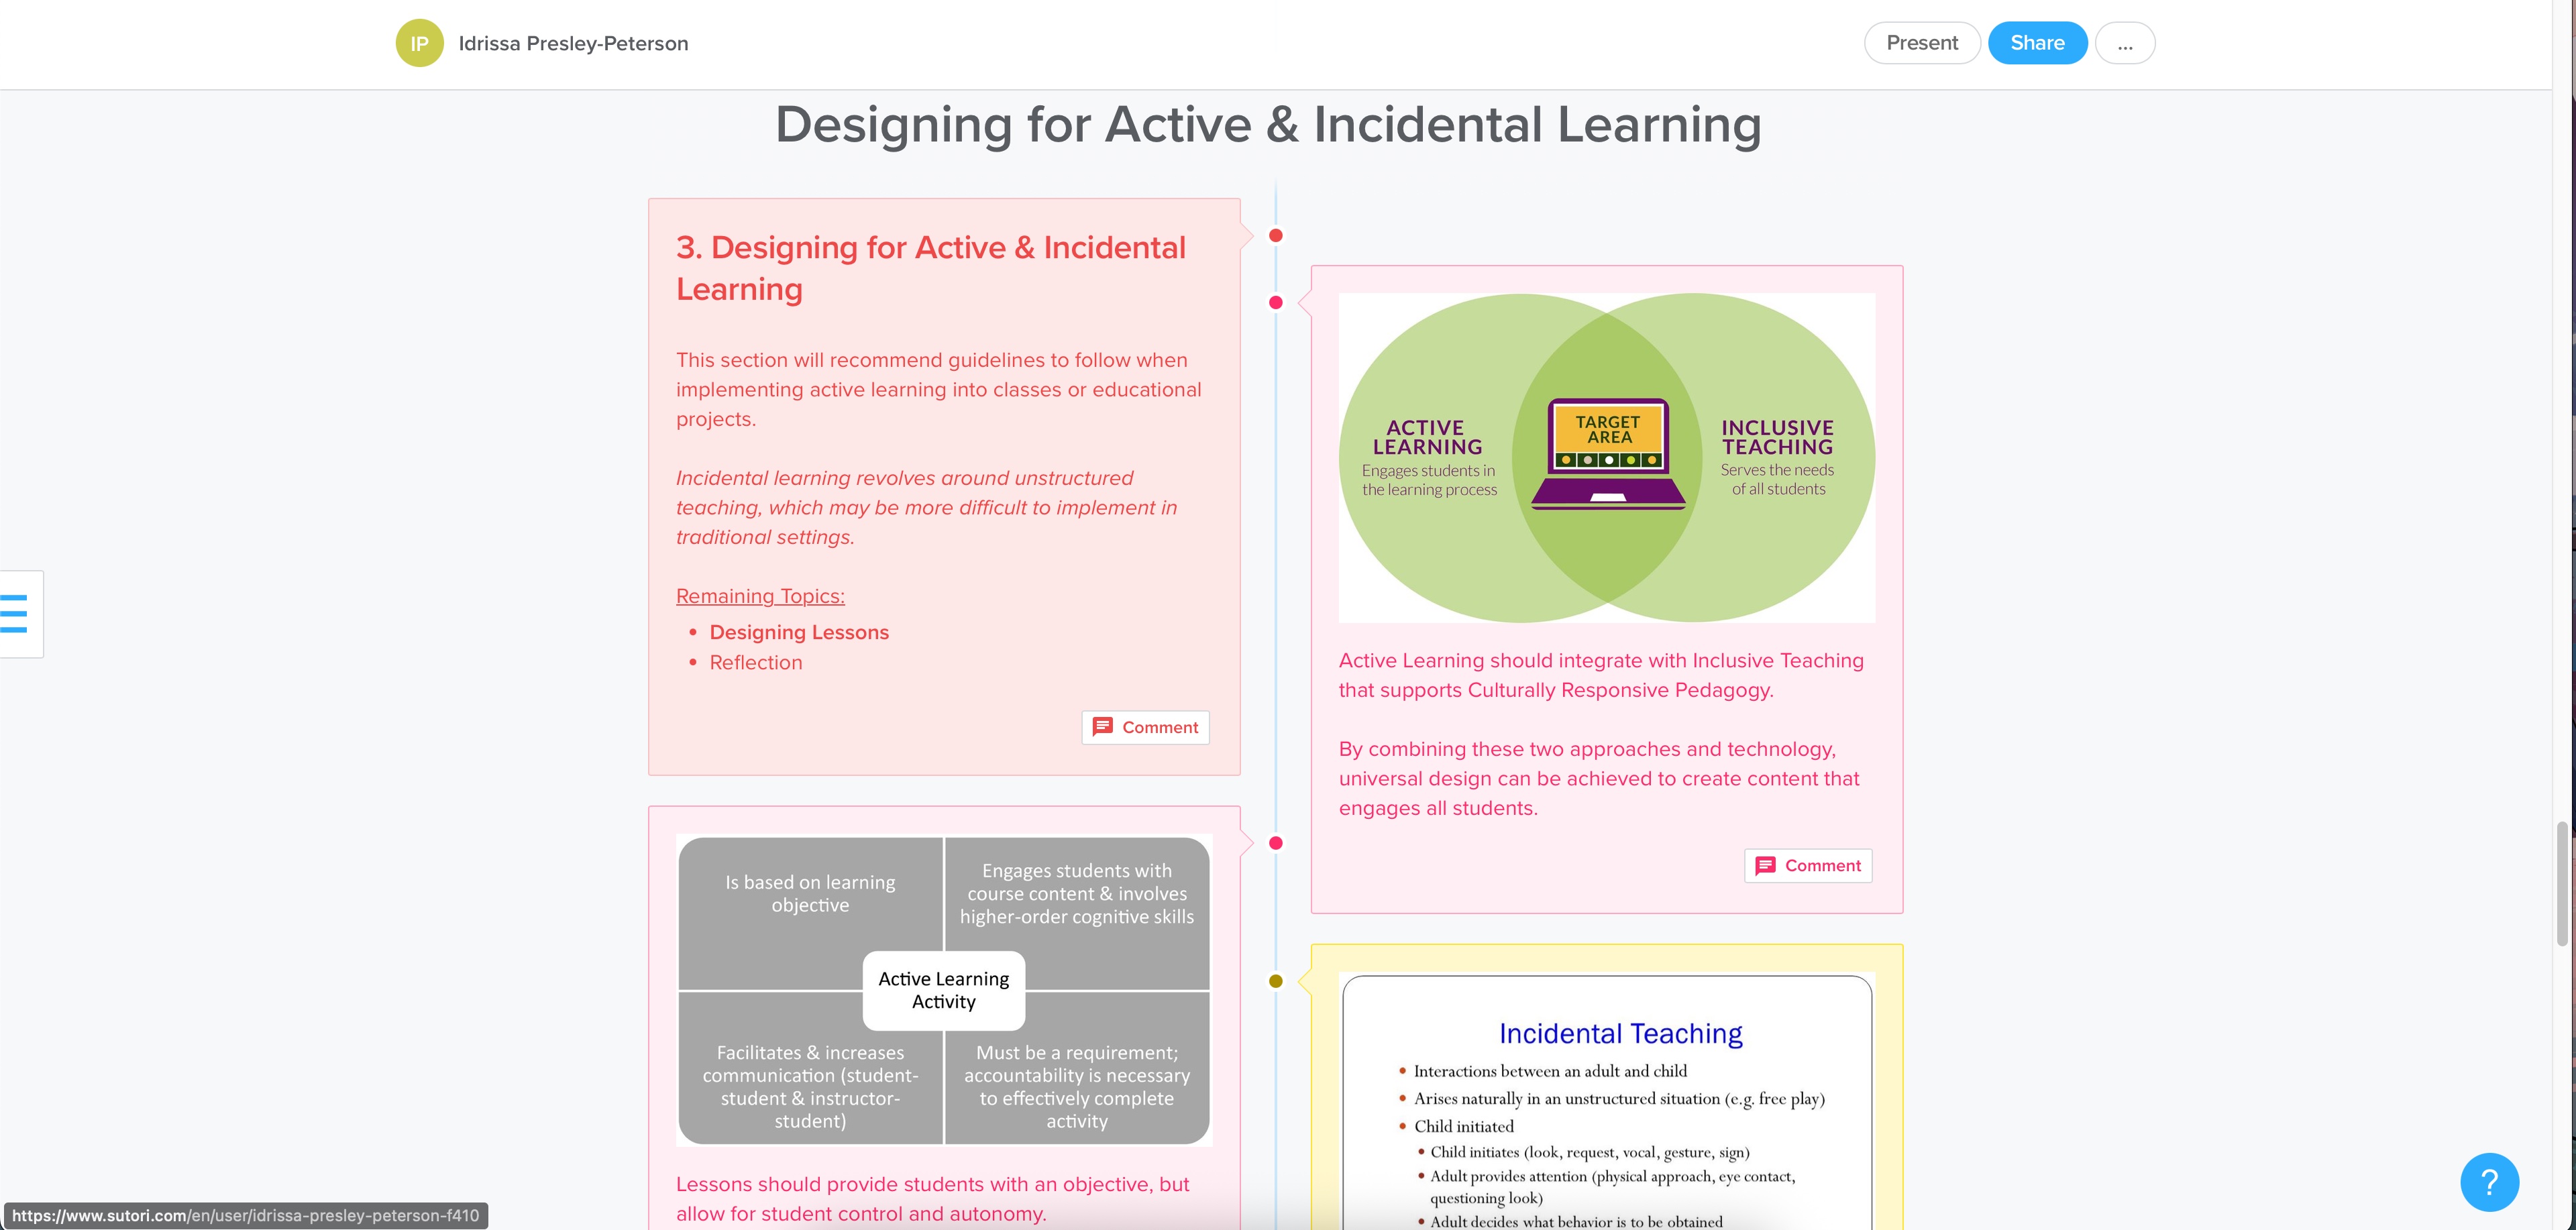 IP
Idrissa Presley-Peterson
Present
Share
...
Designing for Active & Incidental Learning
3. Designing for Active & Incidental
Learning
This section will recommend guidelines to follow when
implementing active learning into classes or educational
projects.
Incidental learning revolves around unstructured
teaching, which may be more difficult to implement in
traditional settings.
Remaining Topics:
• Designing Lessons
• Reflection
Comment
ACTIVE
LEARNING
Engages students in
the learning process
TARGET
AREA
INCLUSIVE
TEACHING
Serves the needs
of all students
Active Learning should integrate with Inclusive Teaching
that supports Culturally Responsive Pedagogy.
By combining these two approaches and technology,
universal design can be achieved to create content that
engages all students.
Comment
Is based on learning
objective
Engages students with
course content & involves
higher-order cognitive skills
Active Learning
Activity
Facilitates & increases
communication (student-
student & instructor-
student)
Must be a requirement;
accountability is necessary
to effectively complete
activity
Lessons should provide students with an objective, but
allow for student control and autonomy.
Incidental Teaching
• Interactions between an adult and child
• Arises naturally in an unstructured situation (e.g. free play)
• Child initiated
• Child initiates (look, request, vocal, gesture, sign)
• Adult provides attention (physical approach, eye contact,
questioning look)
• Adult decides what behavior is to be obtained
?
https://www.sutori.com/en/user/idrissa-presley-peterson-f410